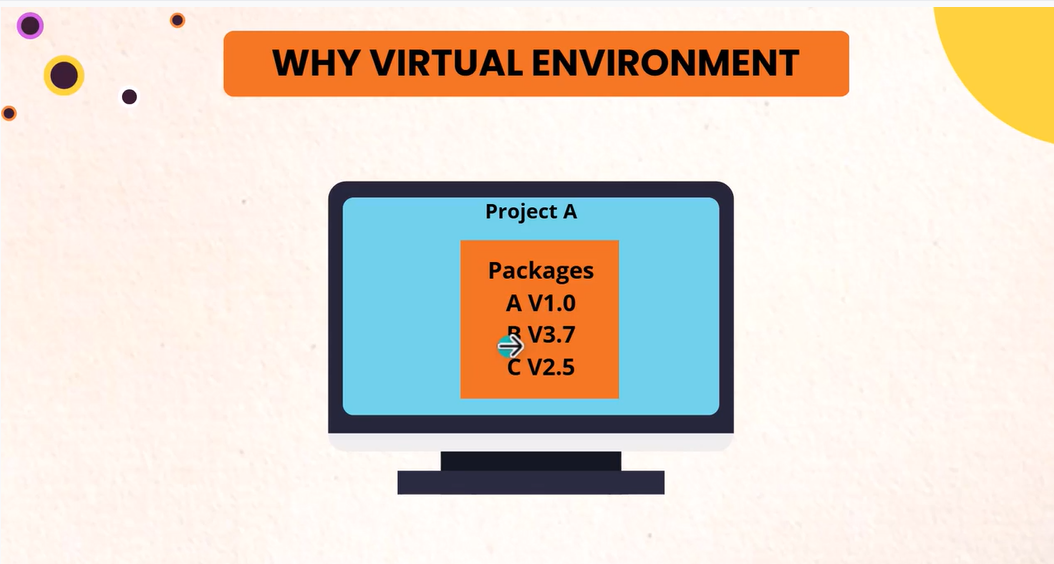 WHY VIRTUAL ENVIRONMENT
Project A
Packages
A V1.0
B V3.7
C V2.5